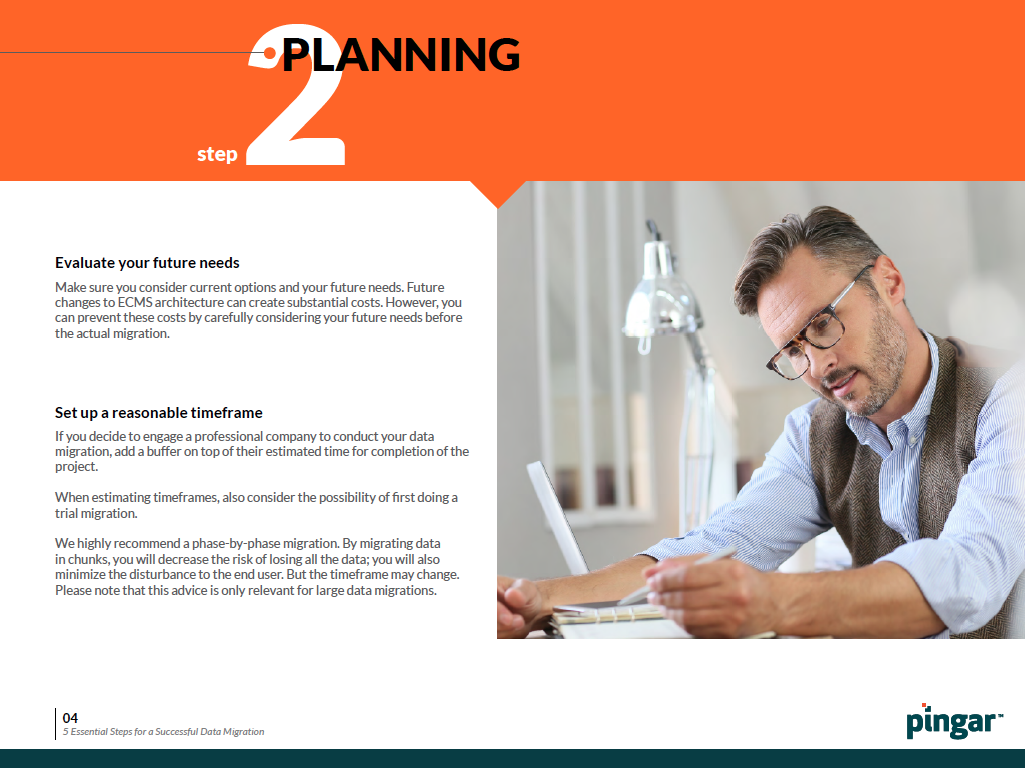 PLANNING
step 2
Evaluate your future needs
Make sure you consider current options and your future needs. Future
changes to ECMS architecture can create substantial costs. However, you
can prevent these costs by carefully considering your future needs before
the actual migration.
Set up a reasonable timeframe
If you decide to engage a professional company to conduct your data
migration, add a buffer on top of their estimated time for completion of the
project.
When estimating timeframes, also consider the possibility of first doing a
trial migration.
We highly recommend a phase-by-phase migration. By migrating data
in chunks, you will decrease the risk of losing all the data; you will also
minimize the disturbance to the end user. But the timeframe may change.
Please note that this advice is only relevant for large data migrations.
04
5 Essential Steps for a Successful Data Migration
pingar™